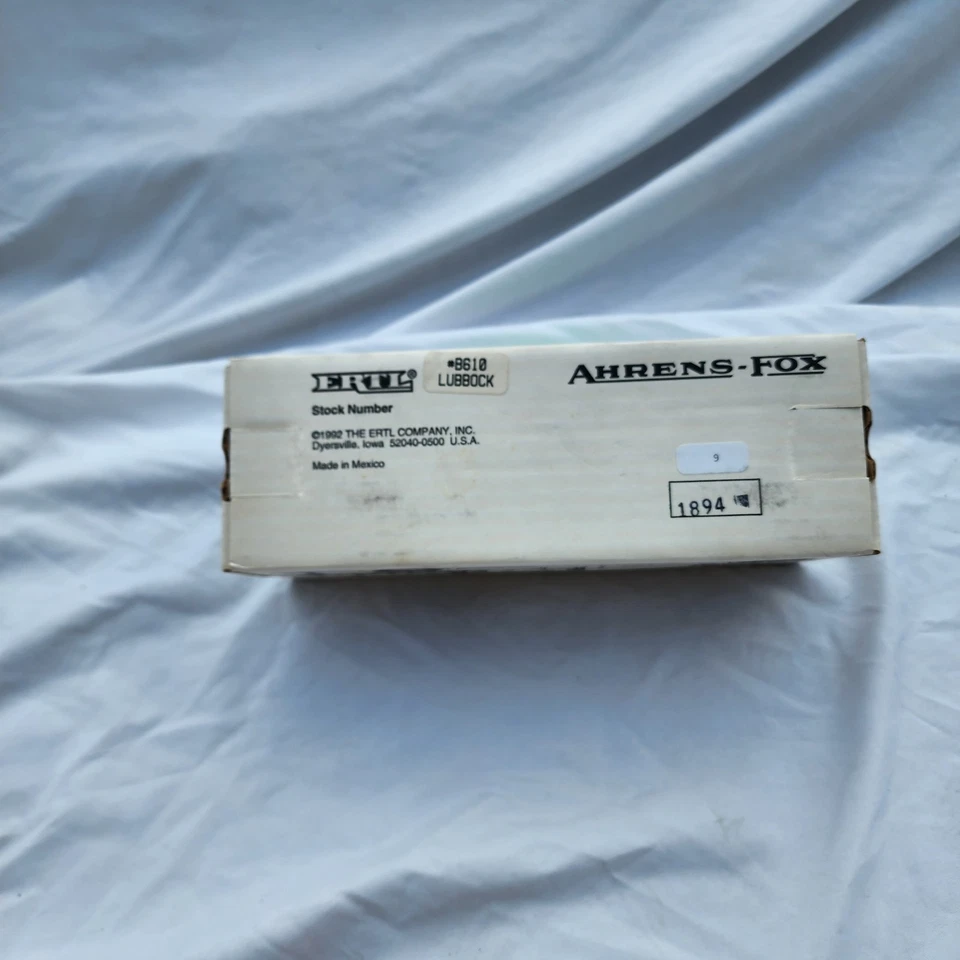 ERTL®
#B610
LUBBOCK
AHRENS-FOX
Stock Number
©1992 THE ERTL COMPANY, INC.
Dyersville, Iowa 52040-0500 U.S.A.
Made in Mexico
9
1894